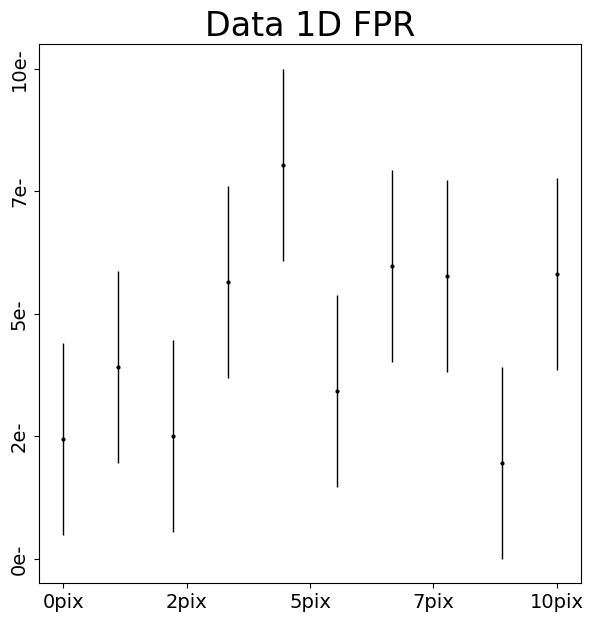 Data 1D FPR
10e-
7e-
5e-
2e-
0e-
0pix 2pix 5pix 7pix 10pix